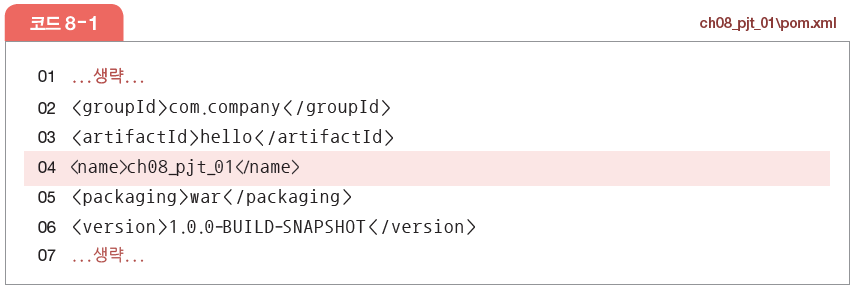 코드 8-1
ch08_pjt_01\pom.xml
01 ...생략...
02 <groupId>com.company</groupId>
03 <artifactId>hello</artifactId>
04 <name>ch08_pjt_01</name>
05 <packaging>war</packaging>
06 <version>1.0.0-BUILD-SNAPSHOT</version>
07 ...생략...